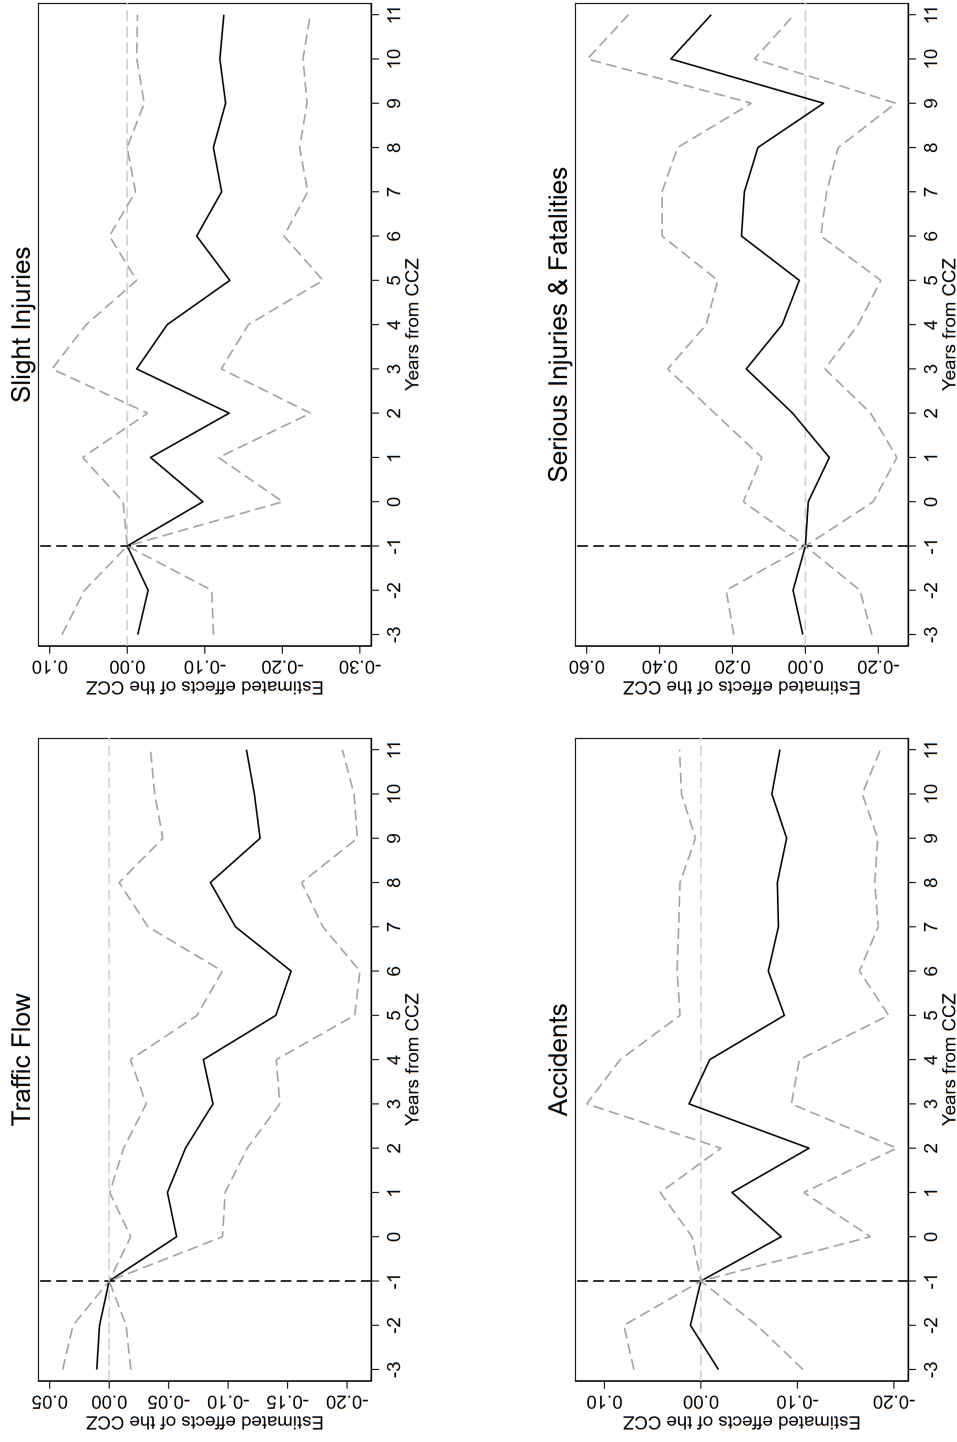 Traffic Flow
Estimated effects of the CCZ
0.05
0.00
-0.05
-0.10
-0.15
-0.20
-3 -2 -1 0 1 2 3 4 5 6 7 8 9 10 11
Years from CCZ
Slight Injuries
Estimated effects of the CCZ
0.10
0.00
-0.10
-0.20
-0.30
-3 -2 -1 0 1 2 3 4 5 6 7 8 9 10 11
Years from CCZ
Accidents
Estimated effects of the CCZ
0.10
0.00
-0.10
-0.20
-3 -2 -1 0 1 2 3 4 5 6 7 8 9 10 11
Years from CCZ
Serious Injuries & Fatalities
Estimated effects of the CCZ
0.60
0.40
0.20
0.00
-0.20
-3 -2 -1 0 1 2 3 4 5 6 7 8 9 10 11
Years from CCZ